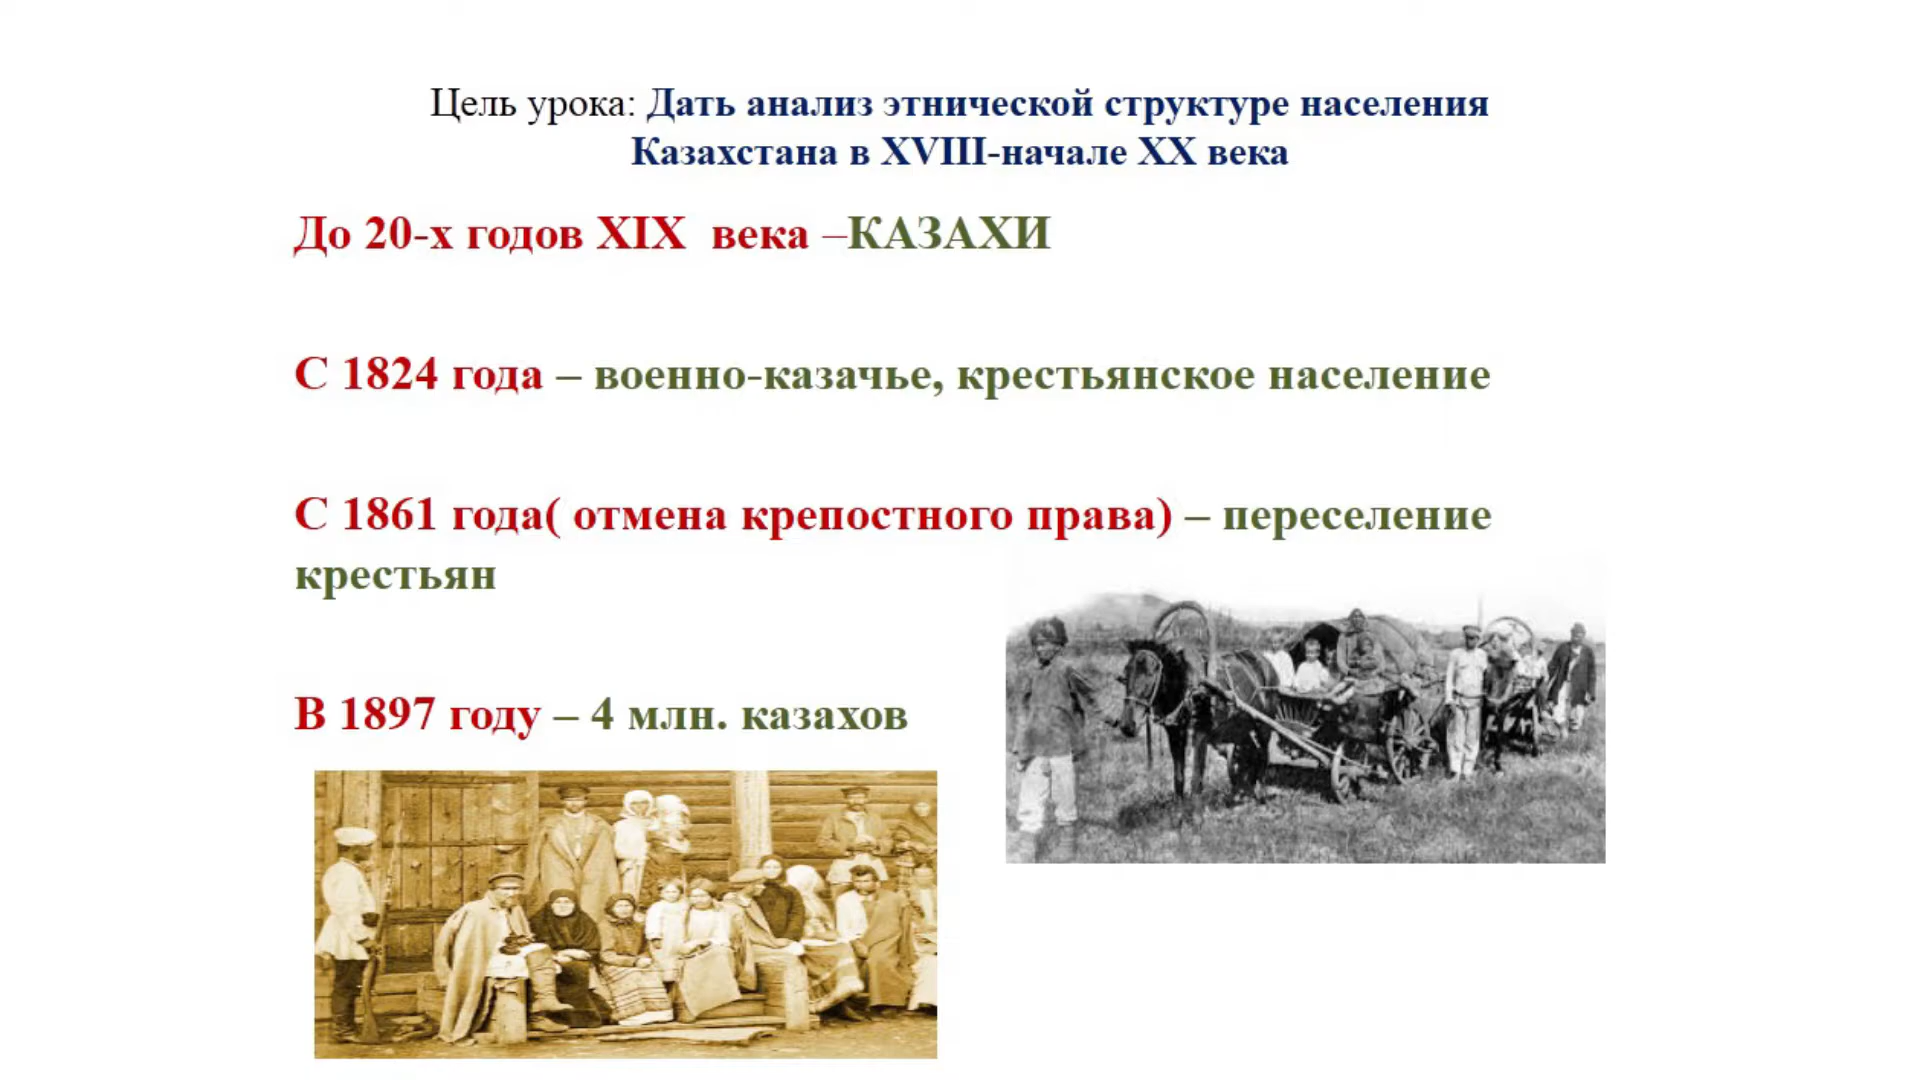 Цель урока: Дать анализ этнической структуре населения
Казахстана в XVIII-начале XX века
До 20-х годов XIX  века –КАЗАХИ
С 1824 года – военно-казачье, крестьянское население
С 1861 года( отмена крепостного права) – переселение
крестьян
В 1897 году – 4 млн. казахов